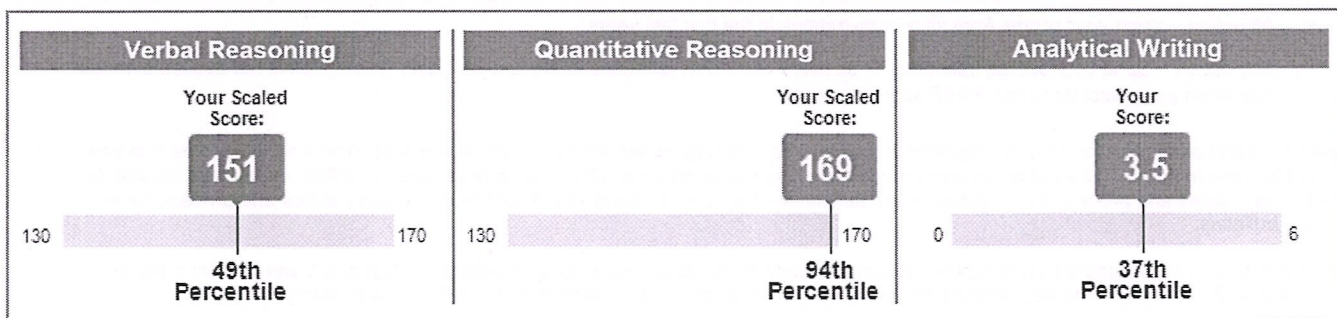 Verbal Reasoning
Your Scaled
Score:
151
130
170
49th
Percentile
Quantitative Reasoning
Your Scaled
Score:
169
130
170
94th
Percentile
Analytical Writing
Your
Score:
3.5
0
6
37th
Percentile